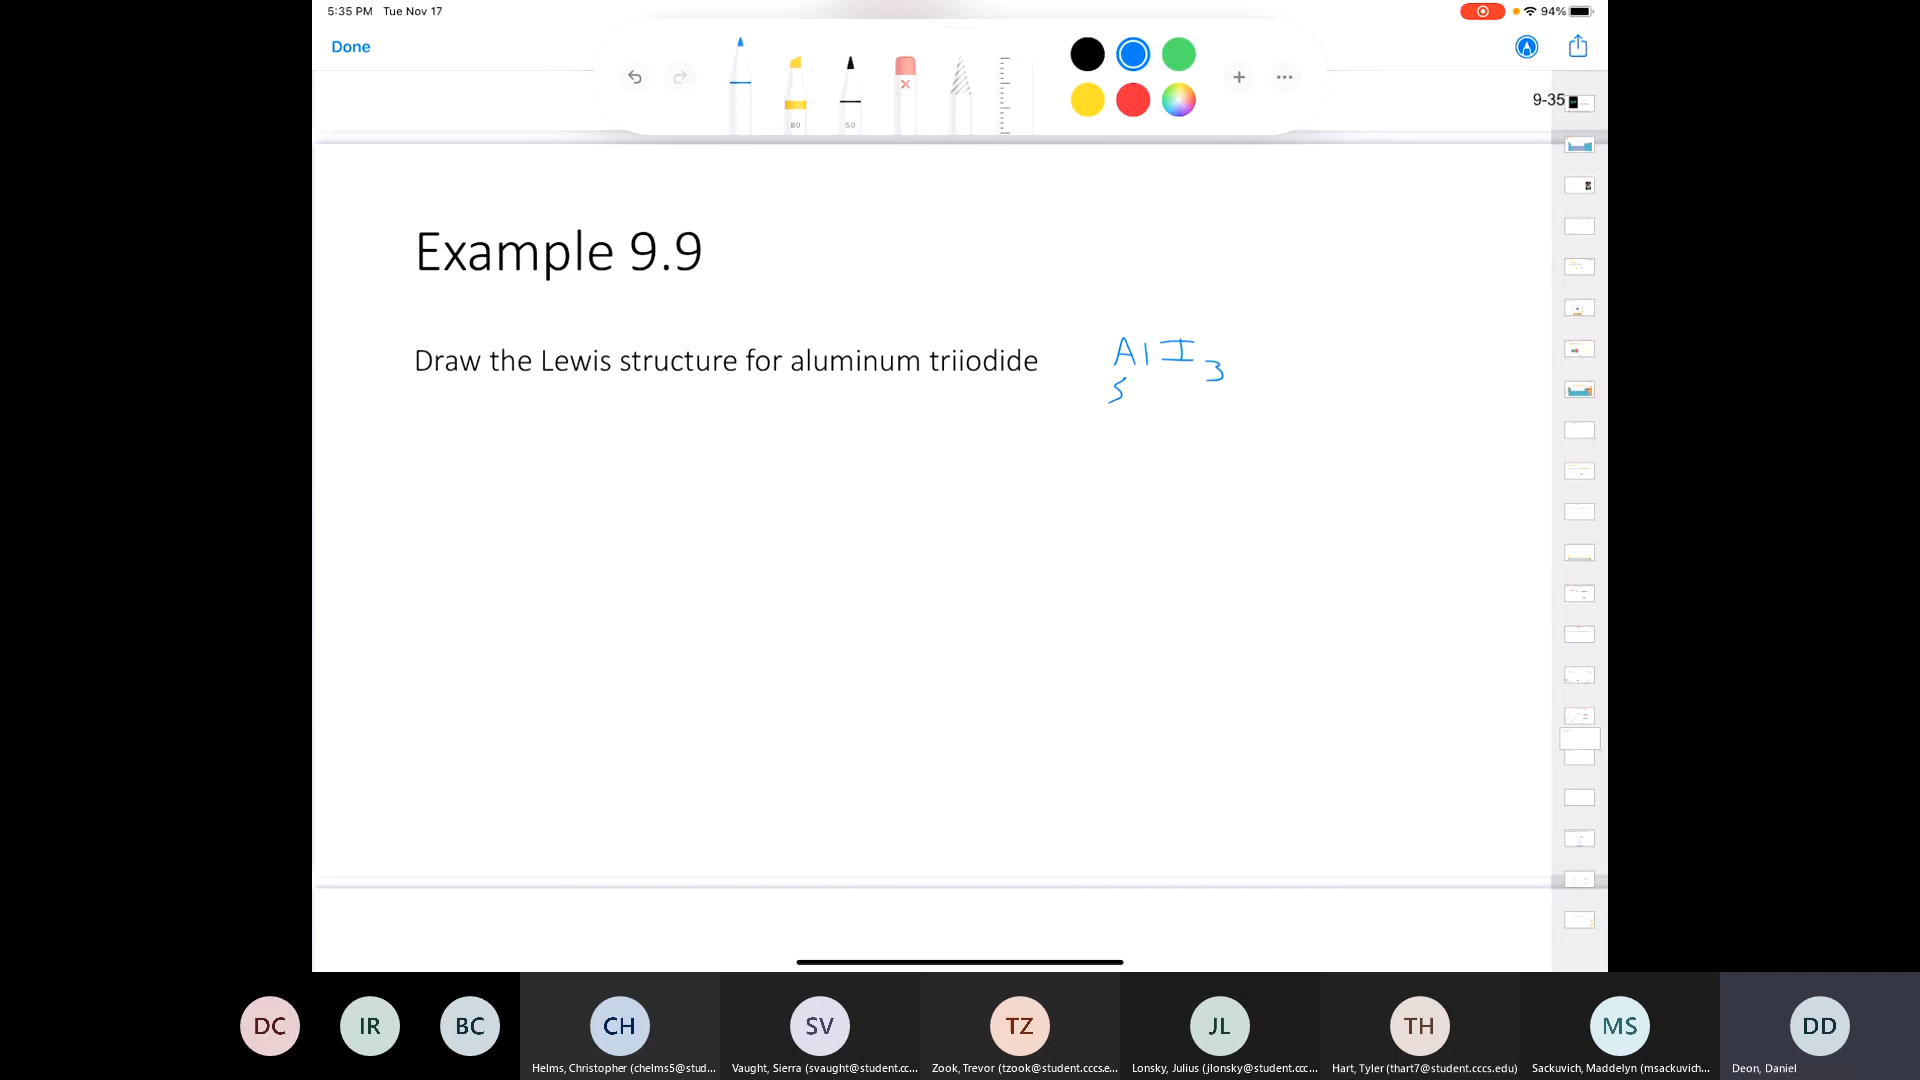 5:35 PM Tue Nov 17
94%
Done
80
50
9-35
Example 9.9
Draw the Lewis structure for aluminum triiodide
AlI3
DC
IR
BC
CH
SV
TZ
JL
TH
MS
DD
Helms, Christopher (chelms5@stud...
Vaught, Sierra (svaught@student.cc...
Zook, Trevor (tzook@student.cccs.e...
Lonsky, Julius (jlonsky@student.ccc...
Hart, Tyler (thart7@student.cccs.edu)
Sackuvich, Maddelyn (msackuvich...
Deon, Daniel